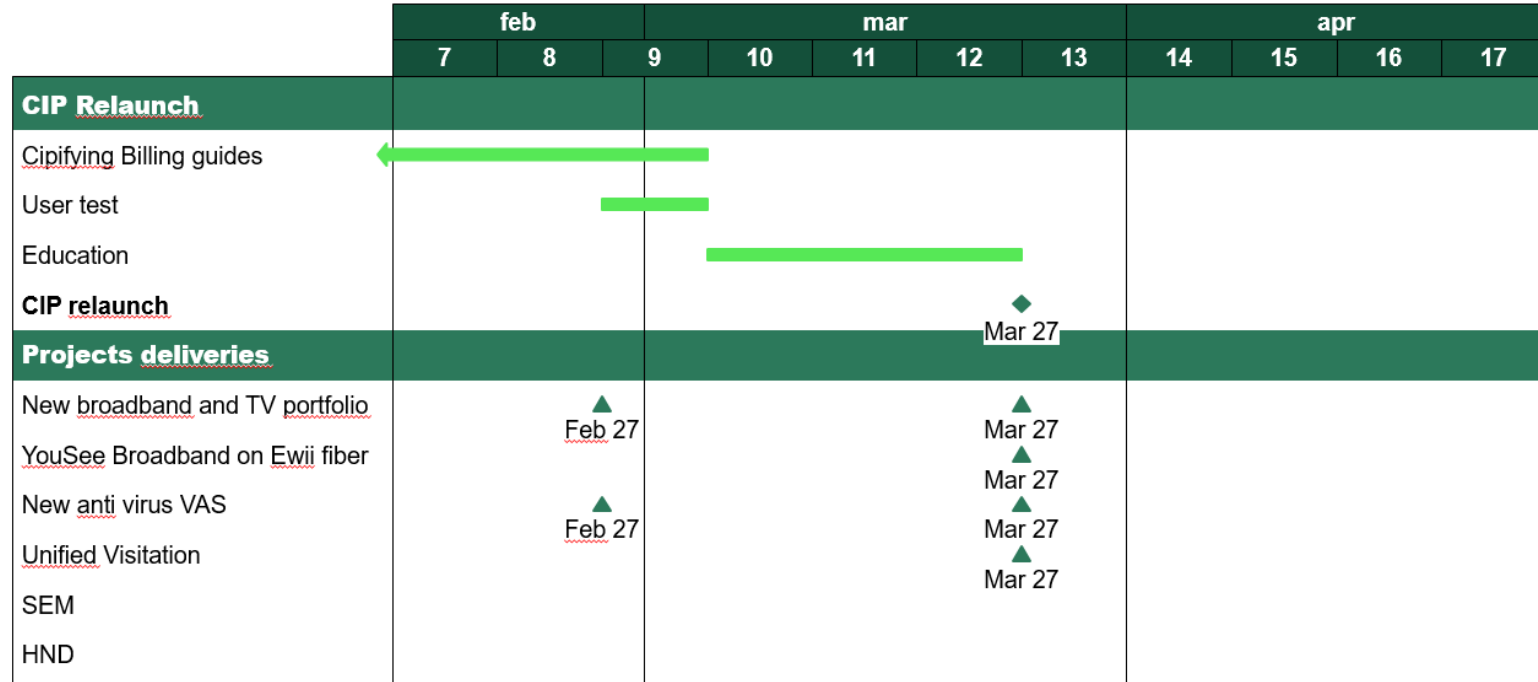 feb mar apr
7 8 9 10 11 12 13 14 15 16 17
CIP Relaunch
Cipifying Billing guides
User test
Education
CIP relaunch
Mar 27
Projects deliveries
New broadband and TV portfolio
Feb 27 Mar 27
YouSee Broadband on Ewii fiber
Mar 27
New anti virus VAS
Feb 27 Mar 27
Unified Visitation
Mar 27
SEM
HND